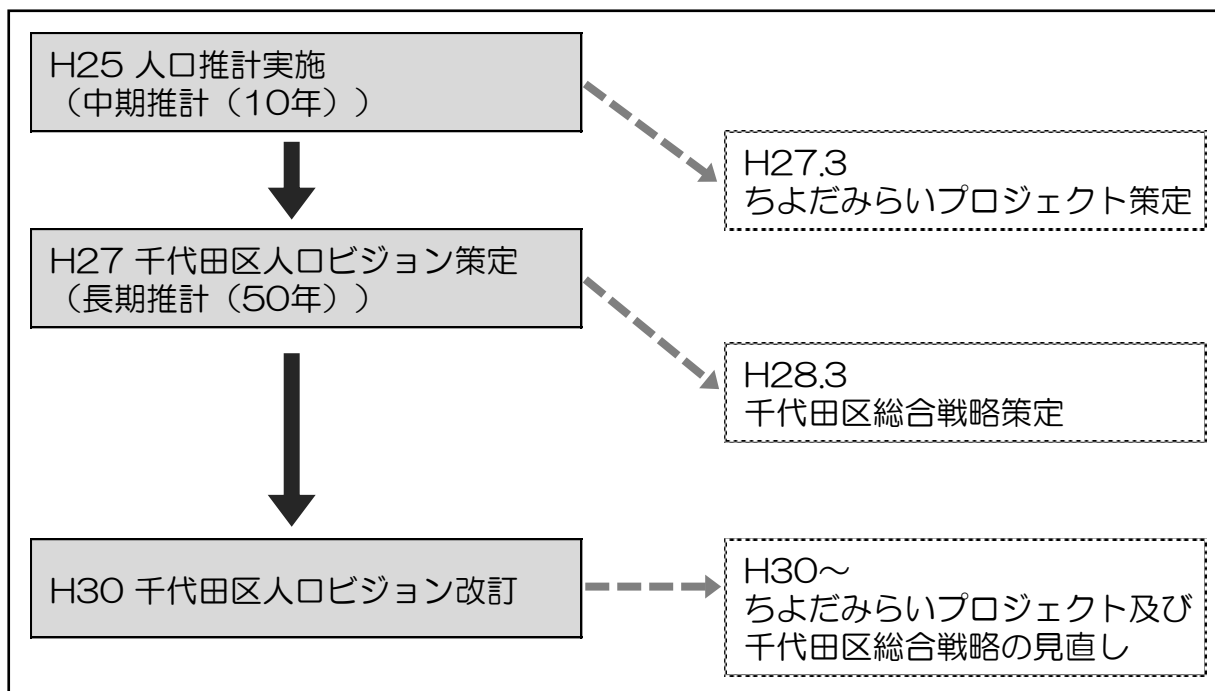 H25 人口推計実施
（中期推計（10年））
H27.3
ちよだみらいプロジェクト策定
H27 千代田区人口ビジョン策定
（長期推計（50年））
H28.3
千代田区総合戦略策定
H30 千代田区人口ビジョン改訂
H30～
ちよだみらいプロジェクト及び
千代田区総合戦略の見直し